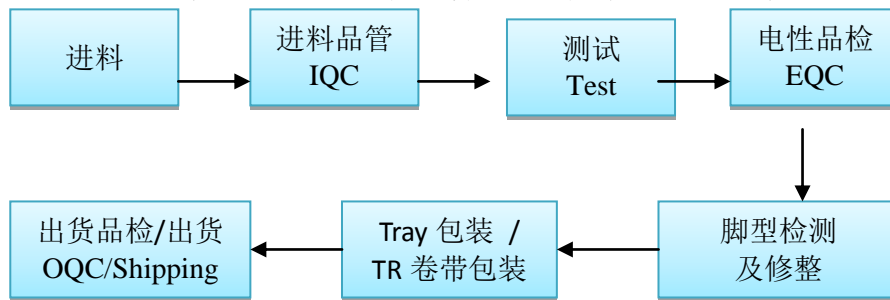 进料
进料品管
IQC
测试
Test
电性品检
EQC
脚型检测
及修整
Tray 包装 /
TR 卷带包装
出货品检/出货
OQC/Shipping